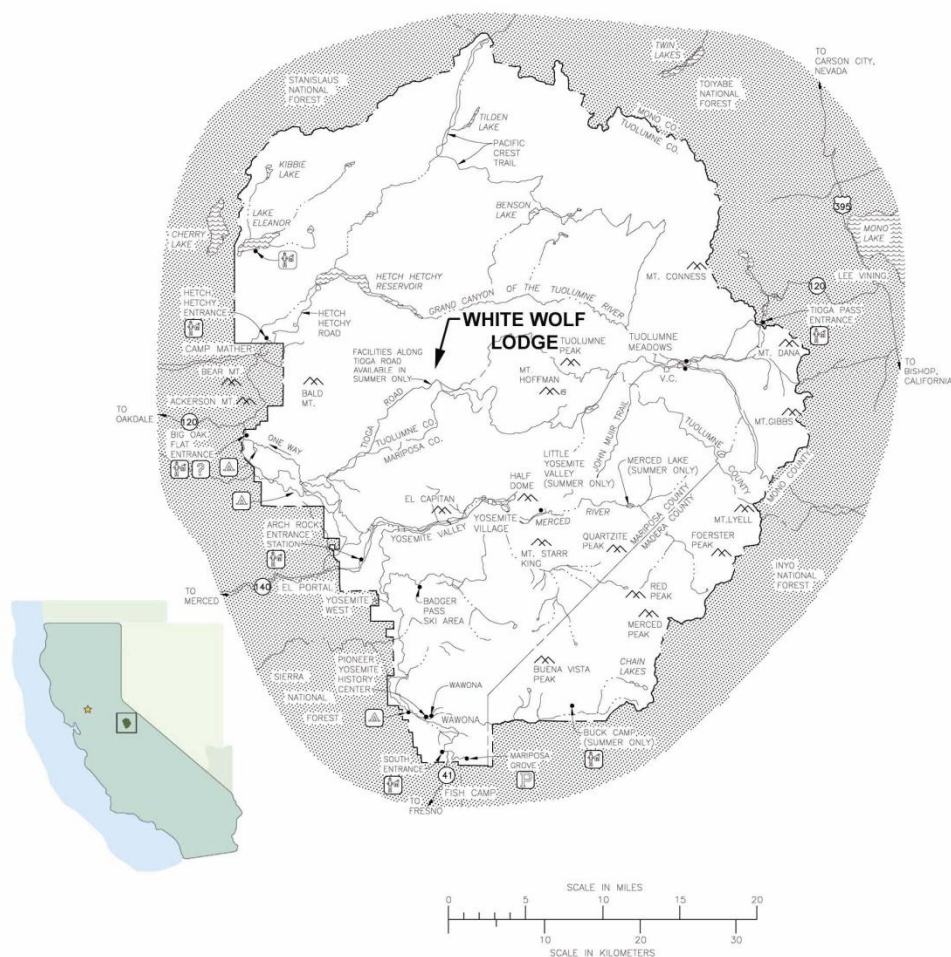 TWIN
LAKES
TO
CARSON CITY,
NEVADA
STANISLAUS
NATIONAL
FOREST
TOIYABE
NATIONAL
FOREST
MONO CO.
TUOLUMNE CO.
TILDEN
LAKE
PACIFIC
CREST
TRAIL
KIBBIE
LAKE
BENSON
LAKE
LAKE
ELEANOR
CHERRY
LAKE
395
MONO
LAKE
MT. CONNESS
LEE VINING
120
HETCH HETCHY
RESERVOIR
GRAND CANYON OF THE TUOLUMNE RIVER
HETCH
HETCHY
ENTRANCE
HETCH
HETCHY
ROAD
TIOGA PASS
ENTRANCE
WHITE WOLF
LODGE
CAMP MATHER
BEAR MT.
FACILITIES ALONG
TIOGA ROAD
AVAILABLE IN
SUMMER ONLY
TUOLUMNE
PEAK
TUOLUMNE
MEADOWS
MT. DANA
MT.
HOFFMAN
V.C.
TO
BISHOP,
CALIFORNIA
ACKERSON MT.
BALD
MT.
TO
OAKDALE
120
MT.GIBBS
BIG OAK
FLAT
ENTRANCE
?
ONE WAY
TIOGA ROAD
TUOLUMNE CO.
MARIPOSA CO.
JOHN MUIR TRAIL
TUOLUMNE COUNTY
MONO COUNTY
LITTLE
YOSEMITE
VALLEY
(SUMMER ONLY)
MERCED LAKE
(SUMMER ONLY)
HALF
DOME
EL CAPITAN
YOSEMITE
VILLAGE
MERCED RIVER
YOSEMITE VALLEY
MARIPOSA COUNTY
MADERA COUNTY
MT.LYELL
ARCH ROCK
ENTRANCE
STATION
MT. STARR
KING
QUARTZITE
PEAK
FOERSTER
PEAK
INYO
NATIONAL
FOREST
TO
MERCED
140
EL PORTAL
YOSEMITE
WEST
BADGER
PASS
SKI AREA
RED
PEAK
MERCED
PEAK
PIONEER
YOSEMITE
HISTORY
CENTER
BUENA VISTA
PEAK
CHAIN
LAKES
SIERRA
NATIONAL
FOREST
WAWONA
WAWONA
BUCK CAMP
(SUMMER ONLY)
SOUTH
ENTRANCE
MARIPOSA
GROVE
P
41
FISH CAMP
TO
FRESNO
SCALE IN MILES
0 5 10 15 20
10 20 30
SCALE IN KILOMETERS